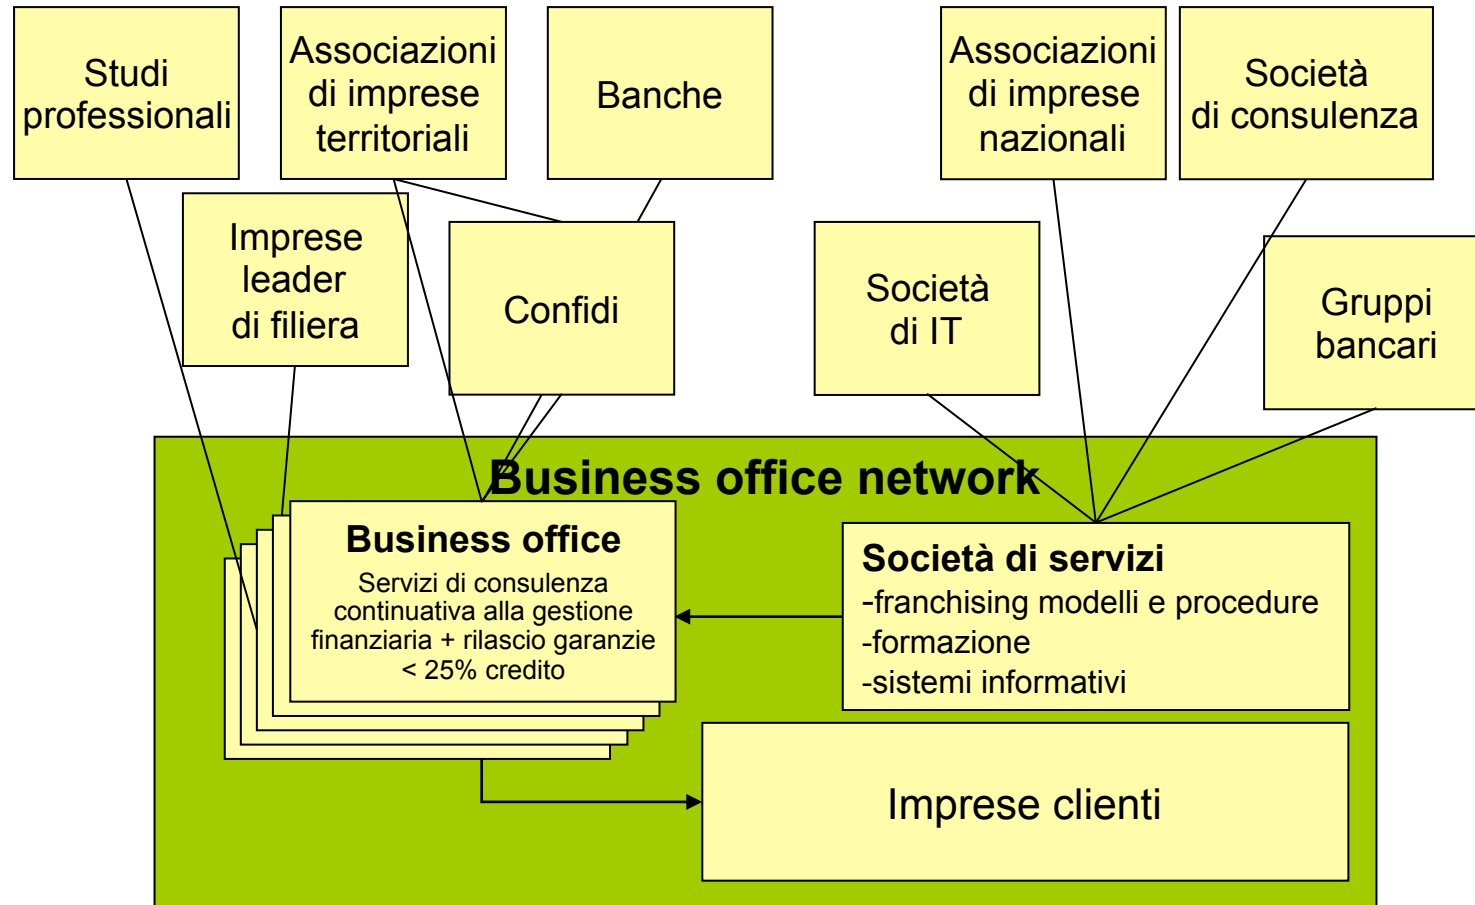 Studi
professionali
Associazioni
di imprese
territoriali
Banche
Associazioni
di imprese
nazionali
Società
di consulenza
Imprese
leader
di filiera
Confidi
Società
di IT
Gruppi
bancari
Business office network
Business office
Servizi di consulenza
continuativa alla gestione
finanziaria + rilascio garanzie
< 25% credito
Società di servizi
-franchising modelli e procedure
-formazione
-sistemi informativi
Imprese clienti